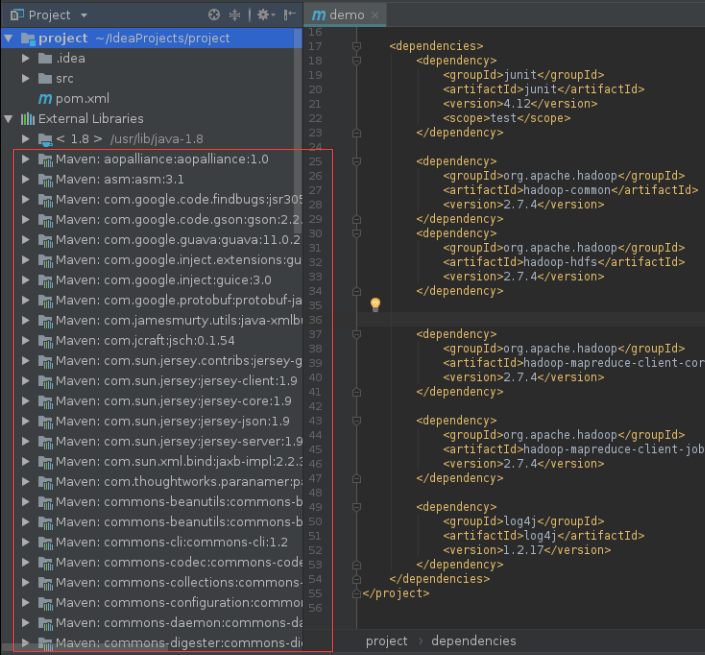 Project
project ~/IdeaProjects/project
.idea
src
m pom.xml
External Libraries
< 1.8 > /usr/lib/java-1.8
Maven: aopalliance:aopalliance:1.0
Maven: asm:asm:3.1
Maven: com.google.code.findbugs:jsr305
Maven: com.google.code.gson:gson:2.2.
Maven: com.google.guava:guava:11.0.2
Maven: com.google.inject.extensions:gu
Maven: com.google.inject:guice:3.0
Maven: com.google.protobuf:protobuf-ja
Maven: com.jamesmurty.utils:java-xmlbu
Maven: com.jcraft:jsch:0.1.54
Maven: com.sun.jersey.contribs:jersey-g
Maven: com.sun.jersey:jersey-client:1.9
Maven: com.sun.jersey:jersey-core:1.9
Maven: com.sun.jersey:jersey-json:1.9
Maven: com.sun.jersey:jersey-server:1.9
Maven: com.sun.xml.bind:jaxb-impl:2.2.3
Maven: com.thoughtworks.paranamer:pa
Maven: commons-beanutils:commons-b
Maven: commons-beanutils:commons-b
Maven: commons-cli:commons-cli:1.2
Maven: commons-codec:commons-code
Maven: commons-collections:commons-
Maven: commons-configuration:commo
Maven: commons-daemon:commons-da
Maven: commons-digester:commons-di
m demo ×
16
17 <dependencies>
18 <dependency>
19 <groupId>junit</groupId>
20 <artifactId>junit</artifactId>
21 <version>4.12</version>
22 <scope>test</scope>
23 </dependency>
24
25 <dependency>
26 <groupId>org.apache.hadoop</groupId>
27 <artifactId>hadoop-common</artifactId>
28 <version>2.7.4</version>
29 </dependency>
30 <dependency>
31 <groupId>org.apache.hadoop</groupId>
32 <artifactId>hadoop-hdfs</artifactId>
33 <version>2.7.4</version>
34 </dependency>
35
36
37 <dependency>
38 <groupId>org.apache.hadoop</groupId>
39 <artifactId>hadoop-mapreduce-client-cor
40 <version>2.7.4</version>
41 </dependency>
42
43 <dependency>
44 <groupId>org.apache.hadoop</groupId>
45 <artifactId>hadoop-mapreduce-client-job
46 <version>2.7.4</version>
47 </dependency>
48
49 <dependency>
50 <groupId>log4j</groupId>
51 <artifactId>log4j</artifactId>
52 <version>1.2.17</version>
53 </dependency>
54 </dependencies>
55 </project>
56
project › dependencies